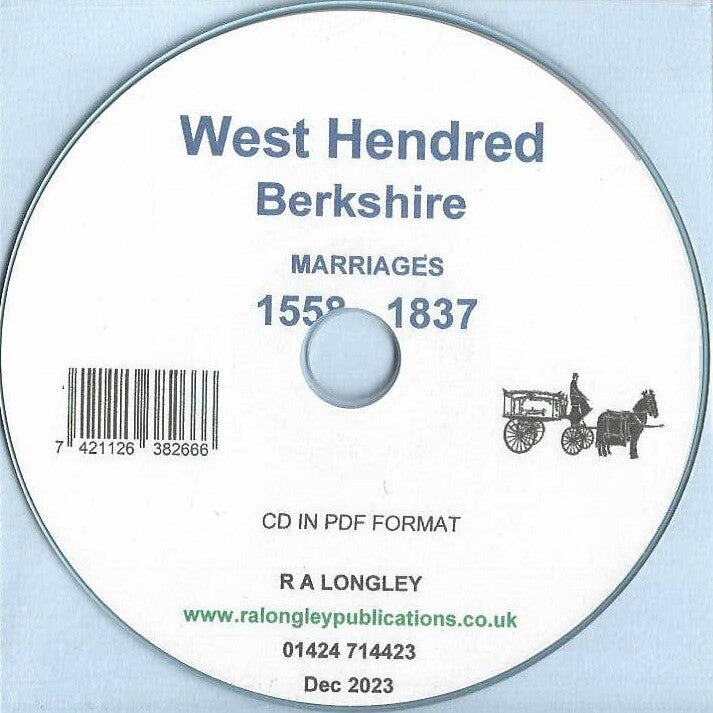 West Hendred
Berkshire
MARRIAGES
1558 1837
7 421126 382666
CD IN PDF FORMAT
R A LONGLEY
www.ralongleypublications.co.uk
01424 714423
Dec 2023